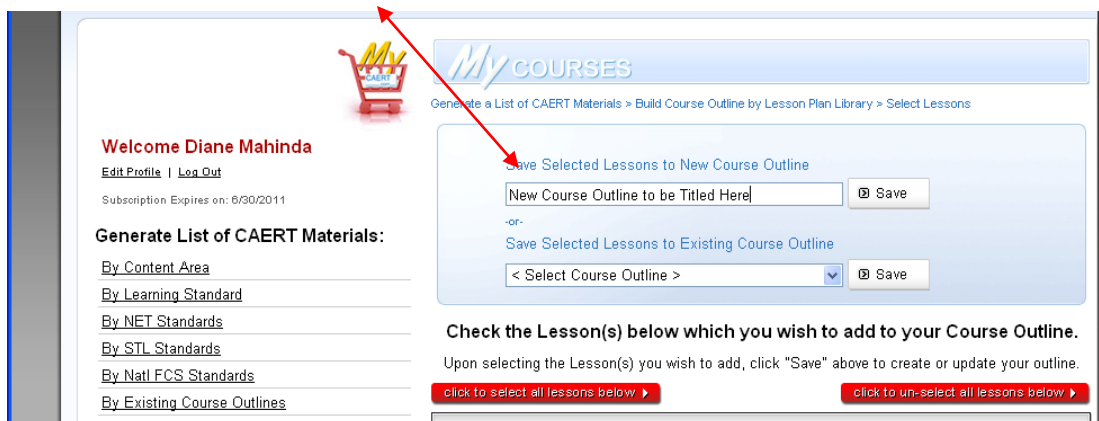 My
CAERT
My COURSES
Generate a List of CAERT Materials > Build Course Outline by Lesson Plan Library > Select Lessons
Welcome Diane Mahinda
Edit Profile | Log Out
Subscription Expires on: 6/30/2011
Generate List of CAERT Materials:
By Content Area
By Learning Standard
By NET Standards
By STL Standards
By Natl FCS Standards
By Existing Course Outlines
Save Selected Lessons to New Course Outline
New Course Outline to be Titled Here
Save
-or-
Save Selected Lessons to Existing Course Outline
< Select Course Outline >
Save
Check the Lesson(s) below which you wish to add to your Course Outline.
Upon selecting the Lesson(s) you wish to add, click "Save" above to create or update your outline.
click to select all lessons below
click to un-select all lessons below